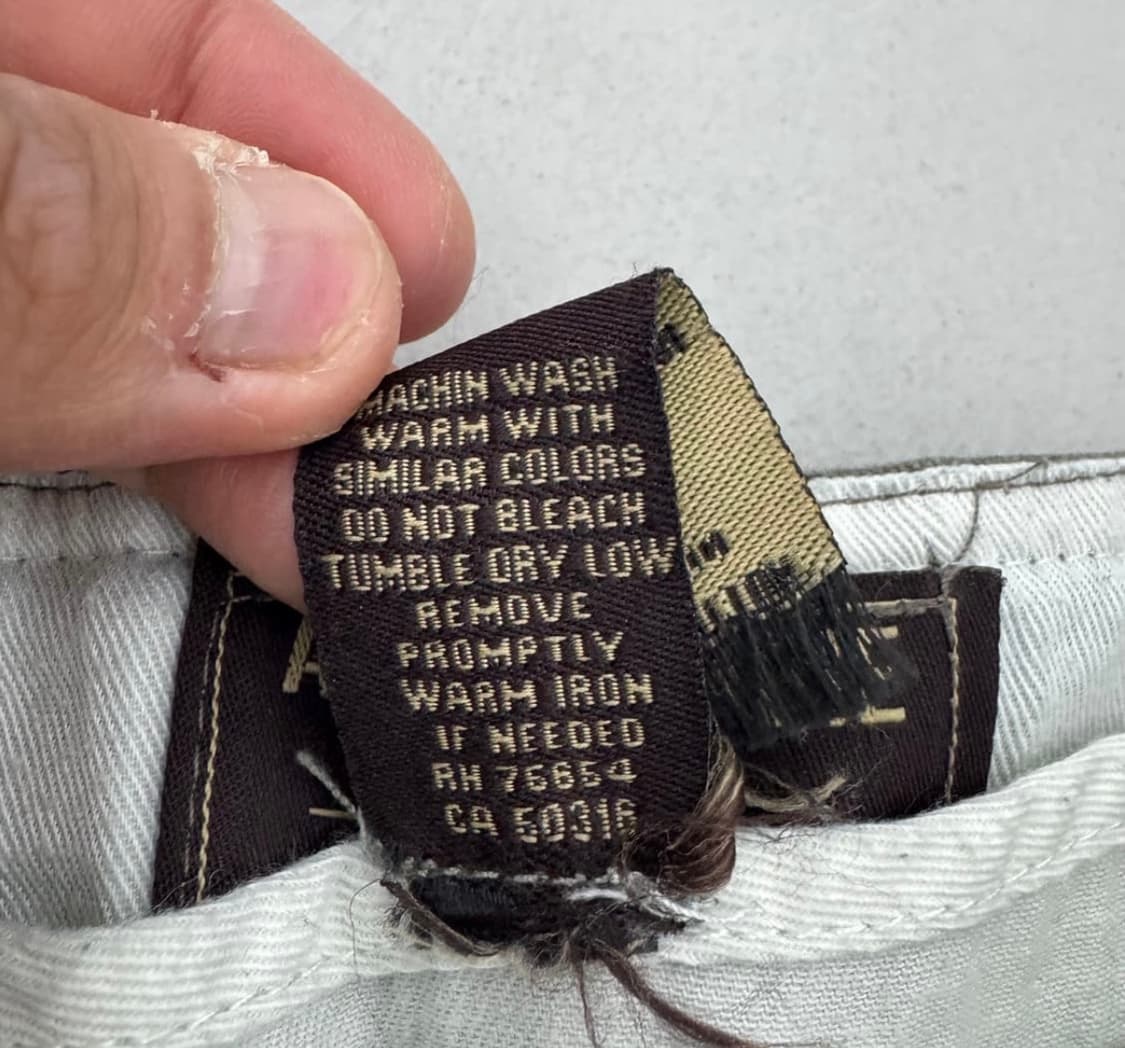 MACHIN WASH
WARM WITH
SIMILAR COLORS
DO NOT BLEACH
TUMBLE DRY LOW
REMOVE
PROMPTLY
WARM IRON
IF NEEDED
RH 76654
CA 50316